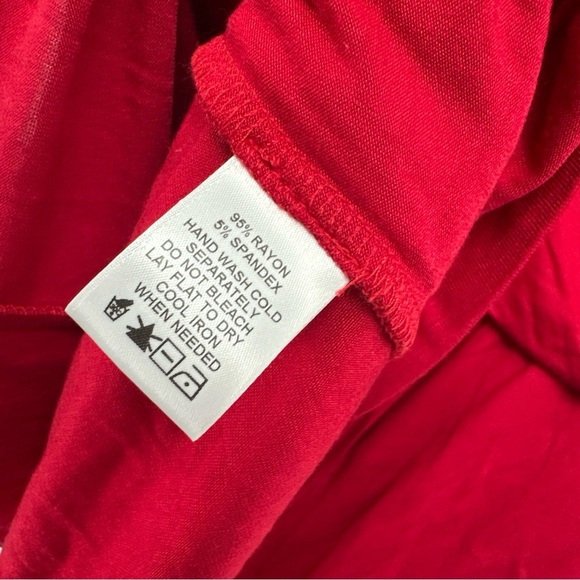 95% RAYON
5% SPANDEX
HAND WASH COLD
SEPARATELY
DO NOT BLEACH
LAY FLAT TO DRY
COOL IRON
WHEN NEEDED